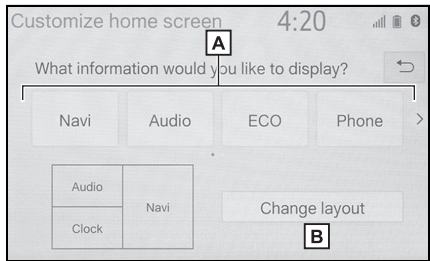 Customize home screen 4:20
A
What information would you like to display?
Navi Audio ECO Phone >
Audio
Navi
Clock
Change layout
B